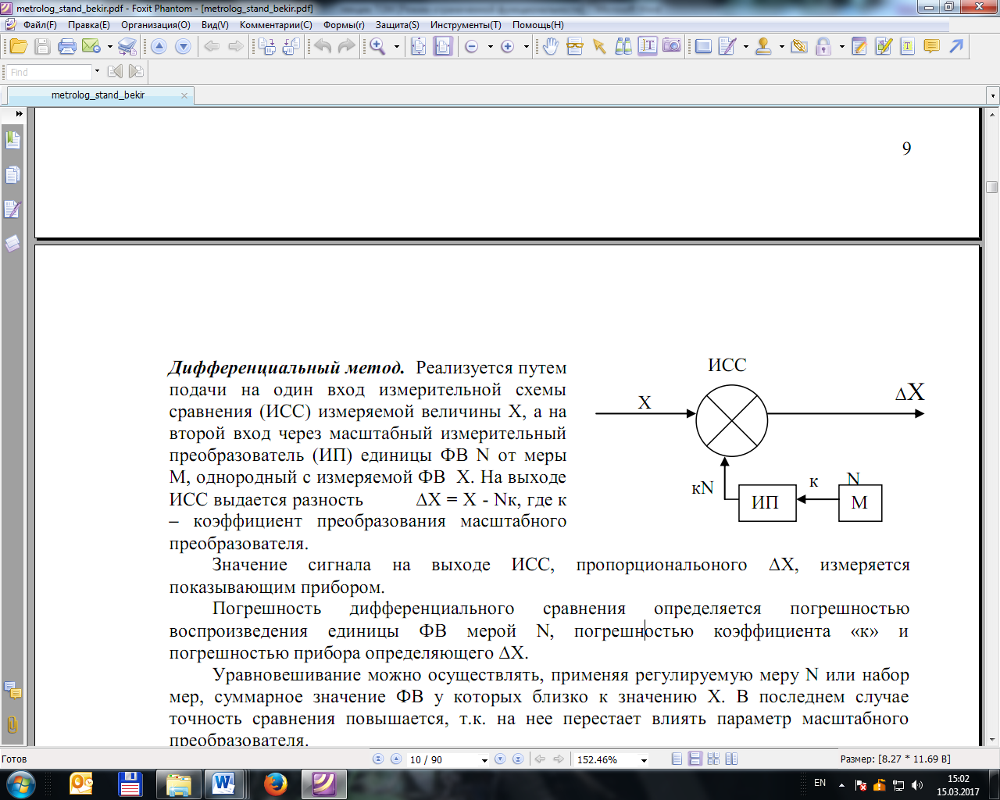 metrolog_stand_bekir.pdf - Foxit Phantom - [metrolog_stand_bekir.pdf]
Файл(F) Правка(E) Организация(O) Вид(V) Комментарии(C) Формы(r) Защита(S) Инструменты(T) Помощь(H)
Find
metrolog_stand_bekir
9
Дифференциальный метод. Реализуется путем
подачи на один вход измерительной схемы
сравнения (ИСС) измеряемой величины X, а на
второй вход через масштабный измерительный
преобразователь (ИП) единицы ФВ N от меры
М, однородный с измеряемой ФВ X. На выходе
ИСС выдается разность ΔX = X - Nк, где к
– коэффициент преобразования масштабного
преобразователя.
ИСС
X
ΔX
кN
к
N
ИП
М
Значение сигнала на выходе ИСС, пропорциональоного ΔX, измеряется
показывающим прибором.
Погрешность дифференциального сравнения определяется погрешностью
воспроизведения единицы ФВ мерой N, погрешностью коэффициента «к» и
погрешностью прибора определяющего ΔX.
Уравновешивание можно осуществлять, применяя регулируемую меру N или набор
мер, суммарное значение ФВ у которых близко к значению X. В последнем случае
точность сравнения повышается, т.к. на нее перестает влиять параметр масштабного
преобразователя.
Готов
10 / 90
152.46%
Размер: [8.27 * 11.69 В]
EN
15:02
15.03.2017